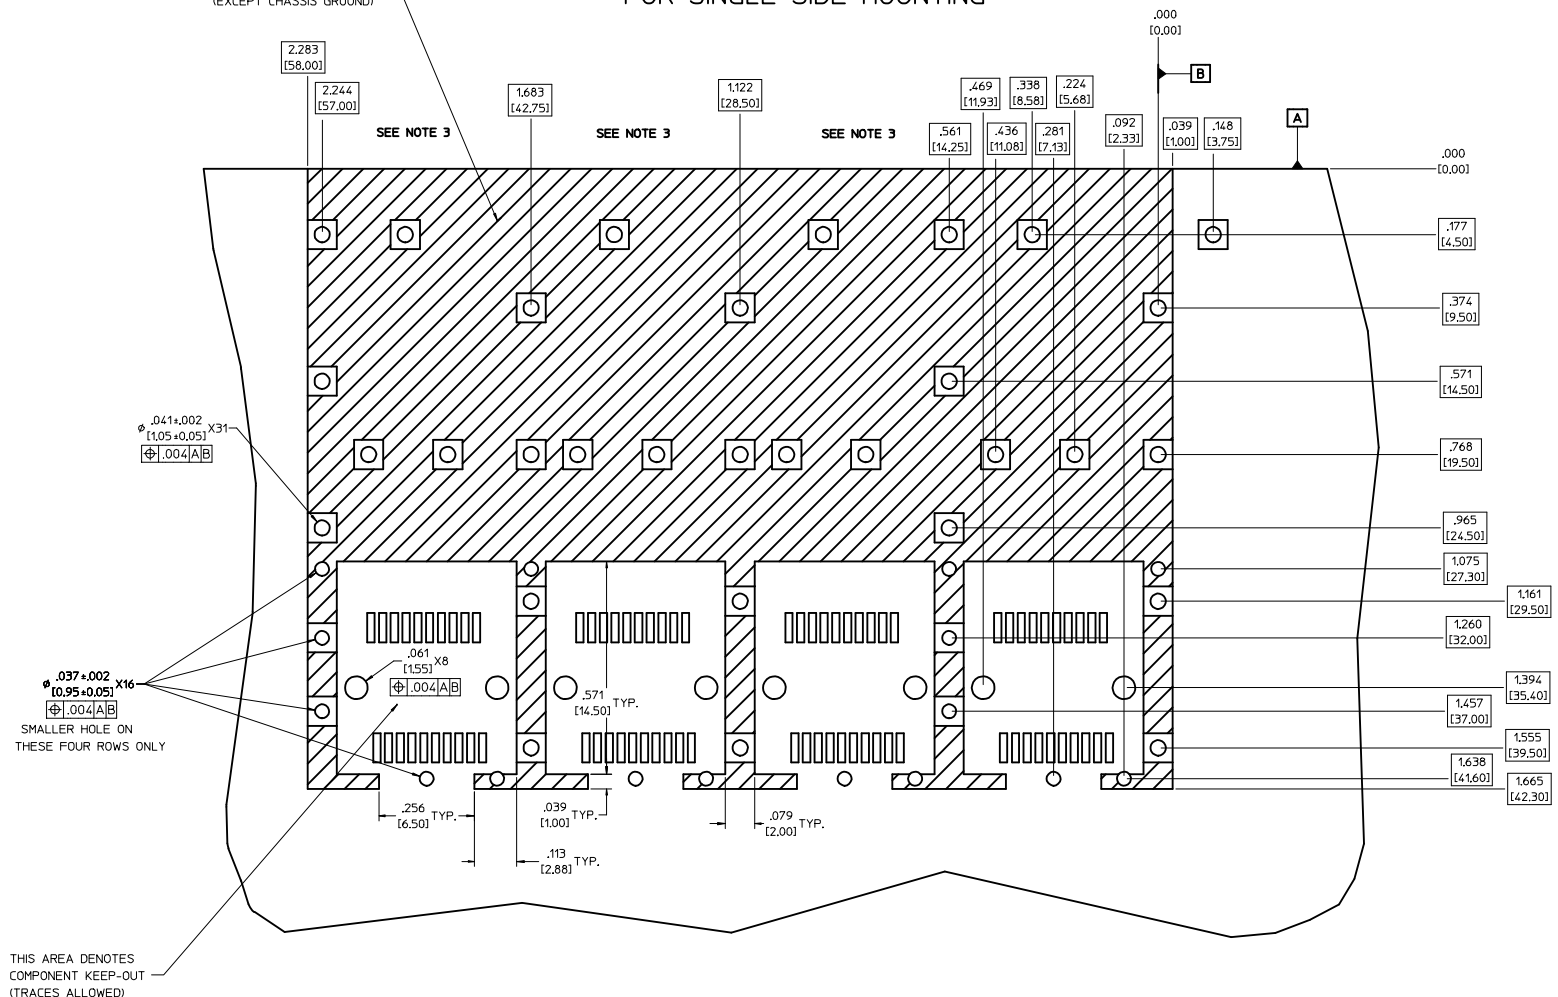 (EXCEPT CHASSIS GROUND)
FOR SINGLE SIDE MOUNTING
.000
[0.00]
2.283
[58.00]
B
2.244
[57.00]
1.683
[42.75]
1.122
[28.50]
.469
[11.93]
.338
[8.58]
.224
[5.68]
SEE NOTE 3
SEE NOTE 3
SEE NOTE 3
.561
[14.25]
.436
[11.08]
.281
[7.13]
.092
[2.33]
.039
[1.00]
.148
[3.75]
A
.000
[0.00]
.177
[4.50]
.374
[9.50]
.571
[14.50]
ø .041±.002
[1.05±0.05] X31
⌖ .004 A B
.768
[19.50]
.965
[24.50]
1.075
[27.30]
1.161
[29.50]
1.260
[32.00]
.061
[1.55] X8
⌖ .004 A B
ø .037±.002
[0.95±0.05] X16
⌖ .004 A B
SMALLER HOLE ON
THESE FOUR ROWS ONLY
.571
[14.50] TYP.
1.394
[35.40]
1.457
[37.00]
1.555
[39.50]
1.638
[41.60]
1.665
[42.30]
.256
[6.50] TYP.
.039
[1.00] TYP.
.079
[2.00] TYP.
.113
[2.88] TYP.
THIS AREA DENOTES
COMPONENT KEEP-OUT
(TRACES ALLOWED)